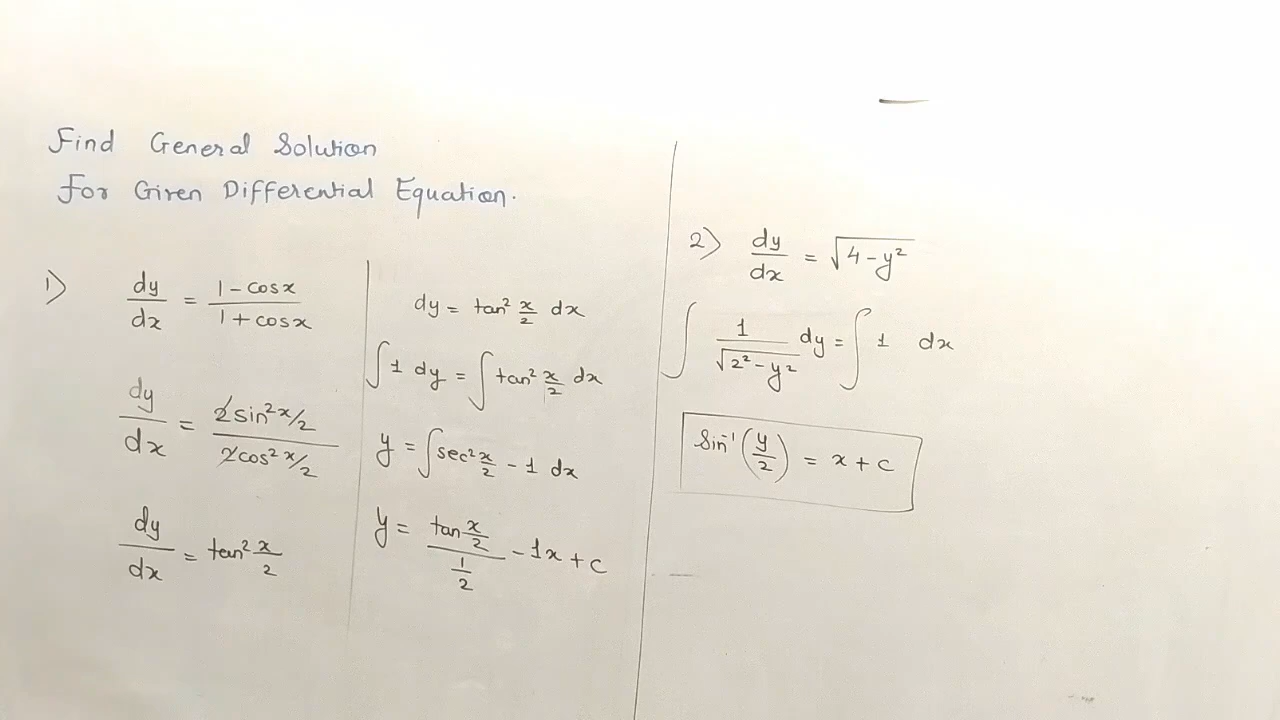 Find General Solution
For Given Differential Equation.
1) dy/dx = (1 - cosx)/(1 + cosx)
dy/dx = 2sin² x/2 / 2cos² x/2
dy/dx = tan² x/2
dy = tan² x/2 dx
∫ 1 dy = ∫ tan² x/2 dx
y = ∫ sec² x/2 - 1 dx
y = (tan x/2)/(1/2) - 1x + c
2) dy/dx = √(4 - y²)
∫ 1/√(2² - y²) dy = ∫ 1 dx
Sin⁻¹ (y/2) = x + c